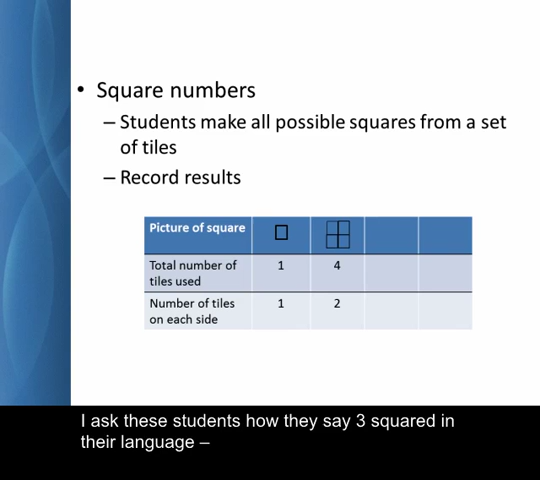 • Square numbers
– Students make all possible squares from a set
of tiles
– Record results
Picture of square
Total number of 1 4
tiles used
Number of tiles 1 2
on each side
I ask these students how they say 3 squared in
their language –